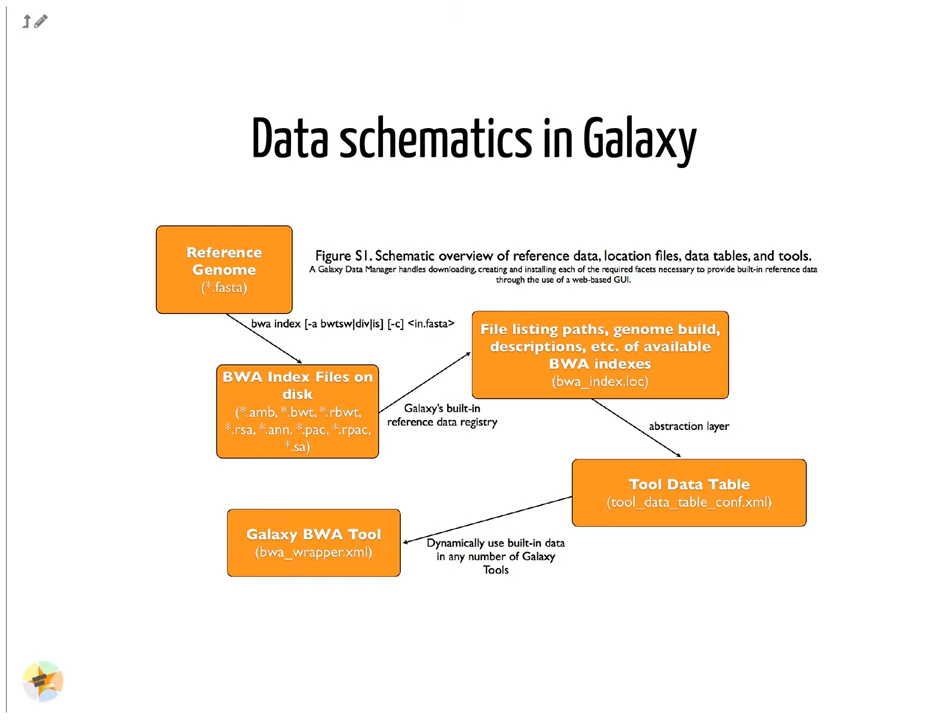 Data schematics in Galaxy
Reference
Genome
(*.fasta)
Figure S1. Schematic overview of reference data, location files, data tables, and tools.
A Galaxy Data Manager handles downloading, creating and installing each of the required facets necessary to provide built-in reference data
through the use of a web-based GUI.
bwa index [-a bwtsw|div|is] [-c] <in.fasta>
File listing paths, genome build,
descriptions, etc. of available
BWA indexes
(bwa_index.loc)
BWA Index Files on
disk
(*.amb, *.bwt, *.rbwt,
*.rsa, *.ann, *.pac, *.rpac,
*.sa)
Galaxy's built-in
reference data registry
abstraction layer
Tool Data Table
(tool_data_table_conf.xml)
Galaxy BWA Tool
(bwa_wrapper.xml)
Dynamically use built-in data
in any number of Galaxy
Tools